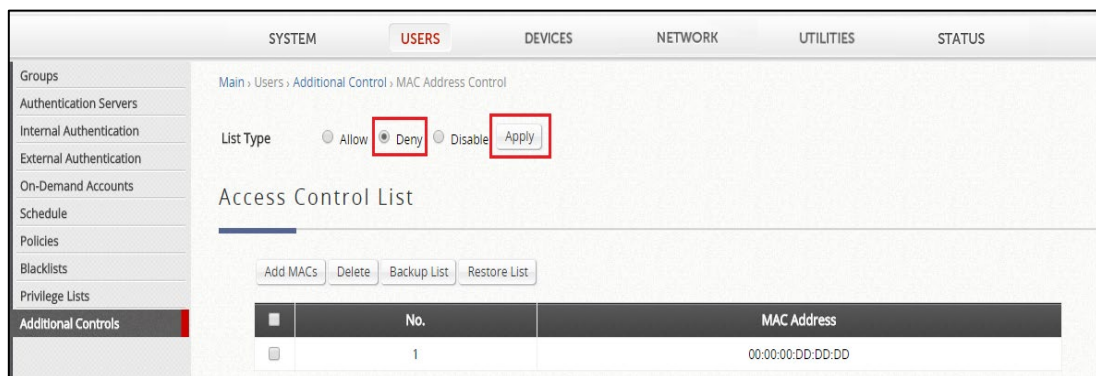 SYSTEM USERS DEVICES NETWORK UTILITIES STATUS
Groups
Authentication Servers
Internal Authentication
External Authentication
On-Demand Accounts
Schedule
Policies
Blacklists
Privilege Lists
Additional Controls
Main › Users › Additional Control › MAC Address Control
List Type Allow Deny Disable Apply
Access Control List
Add MACs Delete Backup List Restore List
No. MAC Address
1 00:00:00:DD:DD:DD